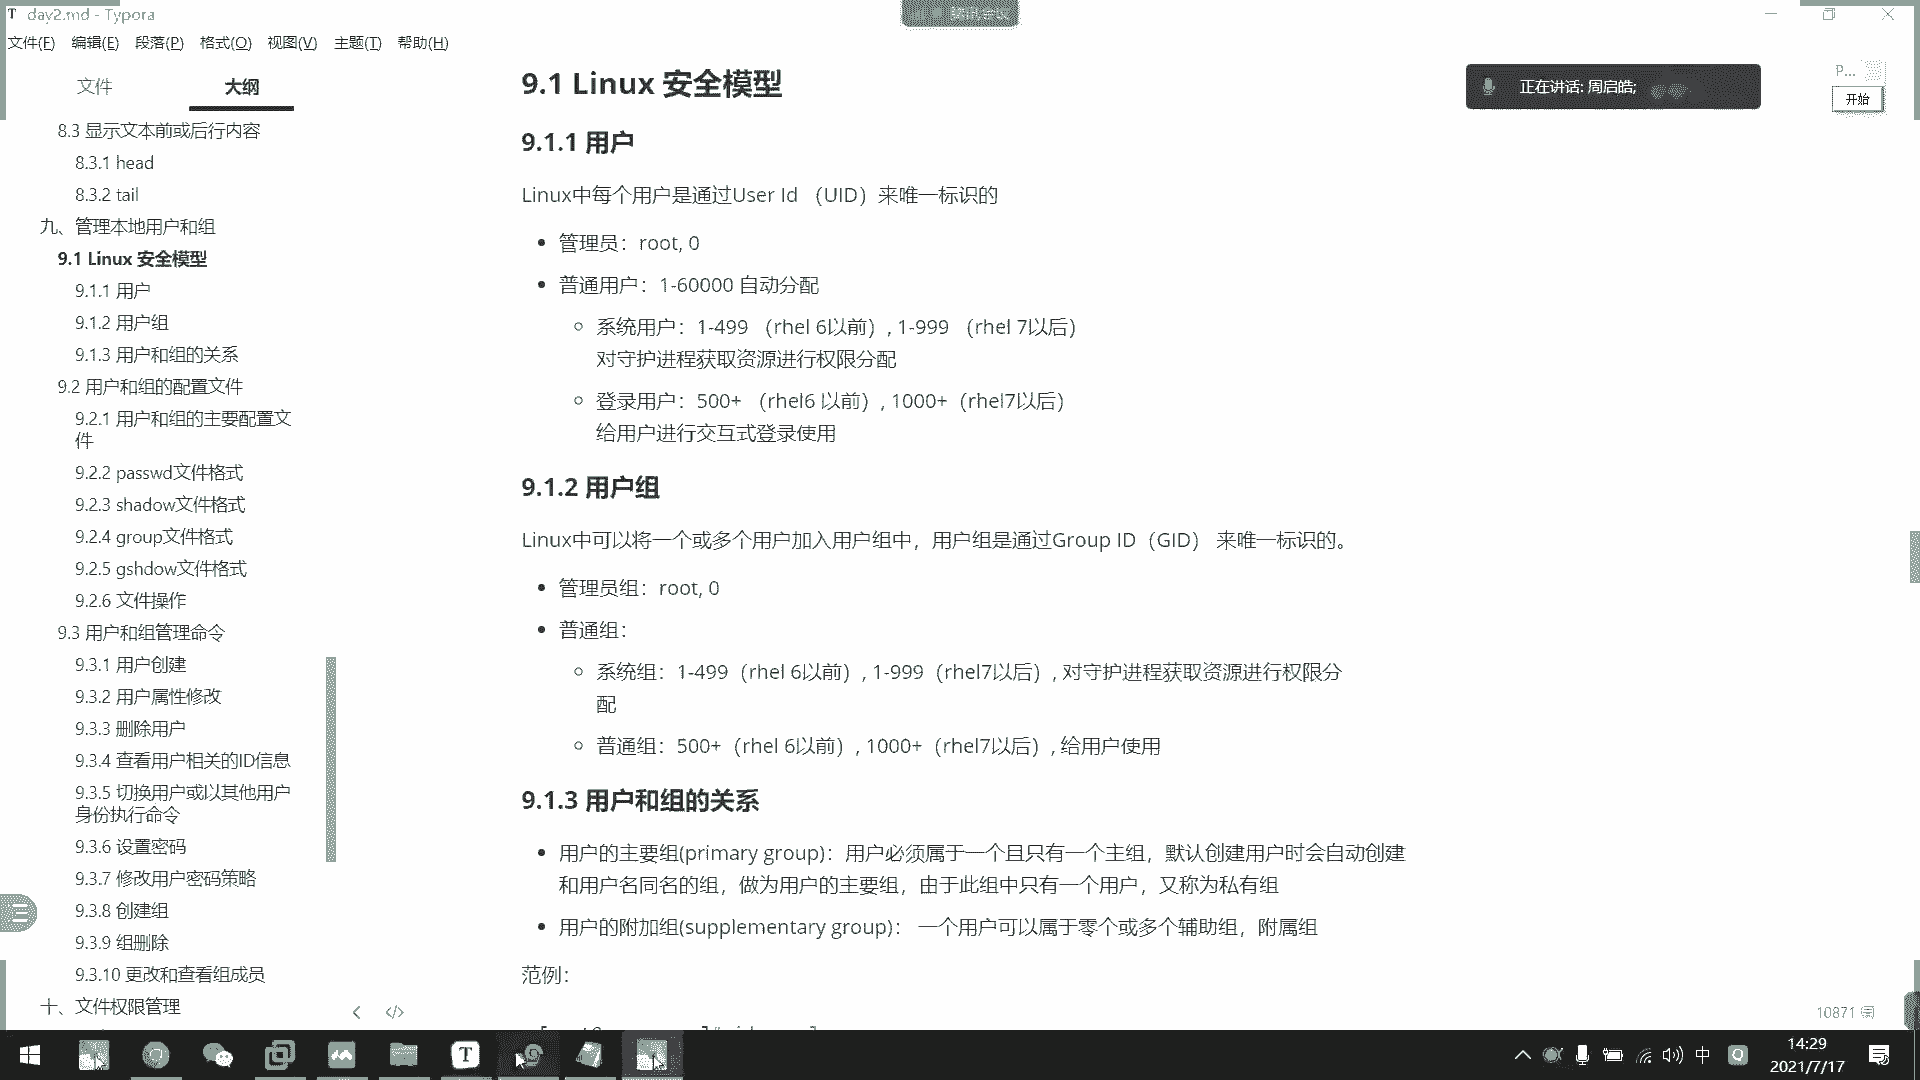 day2.md - Typora
腾讯会议
文件(F) 编辑(E) 段落(P) 格式(O) 视图(V) 主题(T) 帮助(H)
文件 大纲
8.3 显示文本前或后行内容
8.3.1 head
8.3.2 tail
九、管理本地用户和组
9.1 Linux 安全模型
9.1.1 用户
9.1.2 用户组
9.1.3 用户和组的关系
9.2 用户和组的配置文件
9.2.1 用户和组的主要配置文
件
9.2.2 passwd文件格式
9.2.3 shadow文件格式
9.2.4 group文件格式
9.2.5 gshdow文件格式
9.2.6 文件操作
9.3 用户和组管理命令
9.3.1 用户创建
9.3.2 用户属性修改
9.3.3 删除用户
9.3.4 查看用户相关的ID信息
9.3.5 切换用户或以其他用户
身份执行命令
9.3.6 设置密码
9.3.7 修改用户密码策略
9.3.8 创建组
9.3.9 组删除
9.3.10 更改和查看组成员
十、文件权限管理
9.1 Linux 安全模型
9.1.1 用户
Linux中每个用户是通过User Id （UID）来唯一标识的
管理员：root, 0
普通用户：1-60000 自动分配
系统用户：1-499 （rhel 6以前）, 1-999 （rhel 7以后）
对守护进程获取资源进行权限分配
登录用户：500+ （rhel6 以前）, 1000+（rhel7以后）
给用户进行交互式登录使用
9.1.2 用户组
Linux中可以将一个或多个用户加入用户组中，用户组是通过Group ID（GID） 来唯一标识的。
管理员组：root, 0
普通组：
系统组：1-499（rhel 6以前）, 1-999（rhel7以后）, 对守护进程获取资源进行权限分
配
普通组：500+（rhel 6以前）, 1000+（rhel7以后）, 给用户使用
9.1.3 用户和组的关系
用户的主要组(primary group)：用户必须属于一个且只有一个主组，默认创建用户时会自动创建
和用户名同名的组，做为用户的主要组，由于此组中只有一个用户，又称为私有组
用户的附加组(supplementary group)： 一个用户可以属于零个或多个辅助组，附属组
范例：
正在讲话: 周启皓;
P...
开始
10871 词
中
14:29
2021/7/17